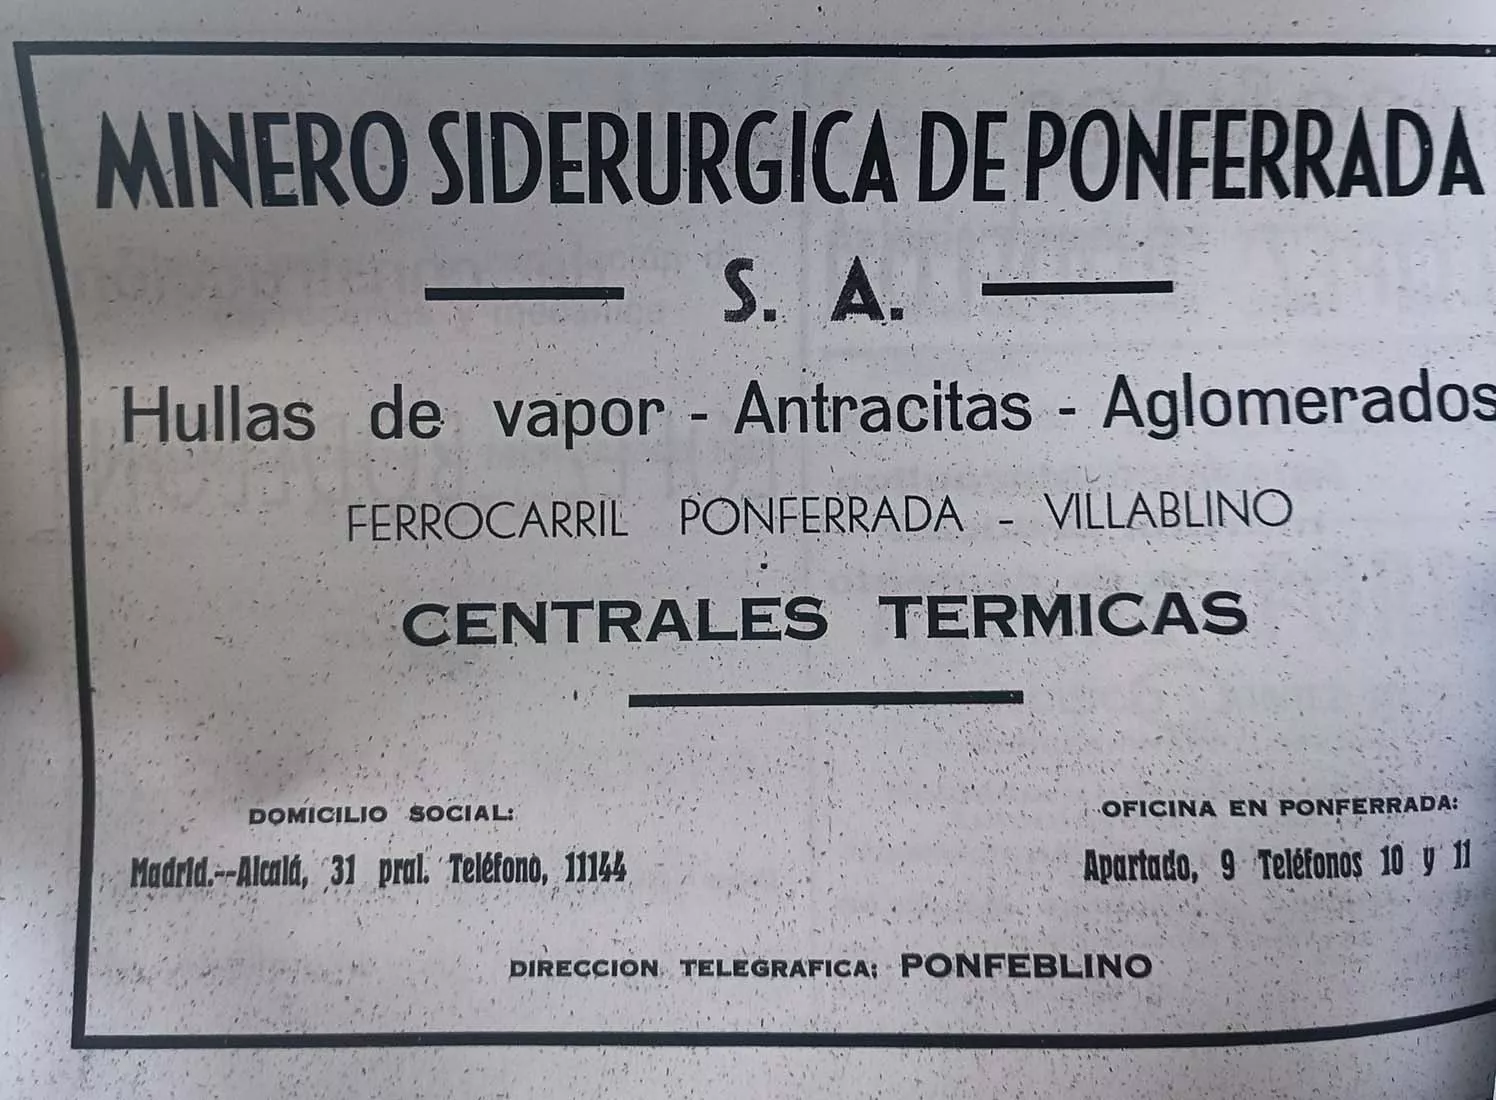 MINERO SIDERURGICA DE PONFERRADA
S. A.
Hullas de vapor - Antracitas - Aglomerados
FERROCARRIL PONFERRADA - VILLABLINO
CENTRALES TERMICAS
DOMICILIO SOCIAL:
Madrid.--Alcalá, 31 pral. Teléfono, 11144
OFICINA EN PONFERRADA:
Apartado, 9 Teléfonos 10 y 11
DIRECCION TELEGRAFICA: PONFEBLINO